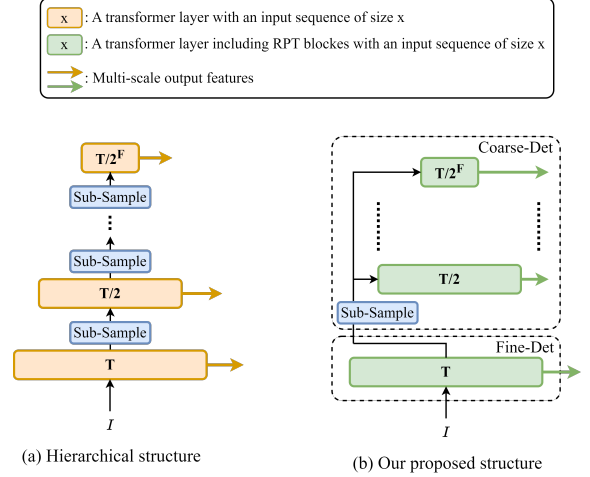 x : A transformer layer with an input sequence of size x
x : A transformer layer including RPT blockes with an input sequence of size x
: Multi-scale output features
T/2^F
Sub-Sample
Sub-Sample
T/2
Sub-Sample
T
I
(a) Hierarchical structure
Coarse-Det
T/2^F
T/2
Sub-Sample
Fine-Det
T
I
(b) Our proposed structure